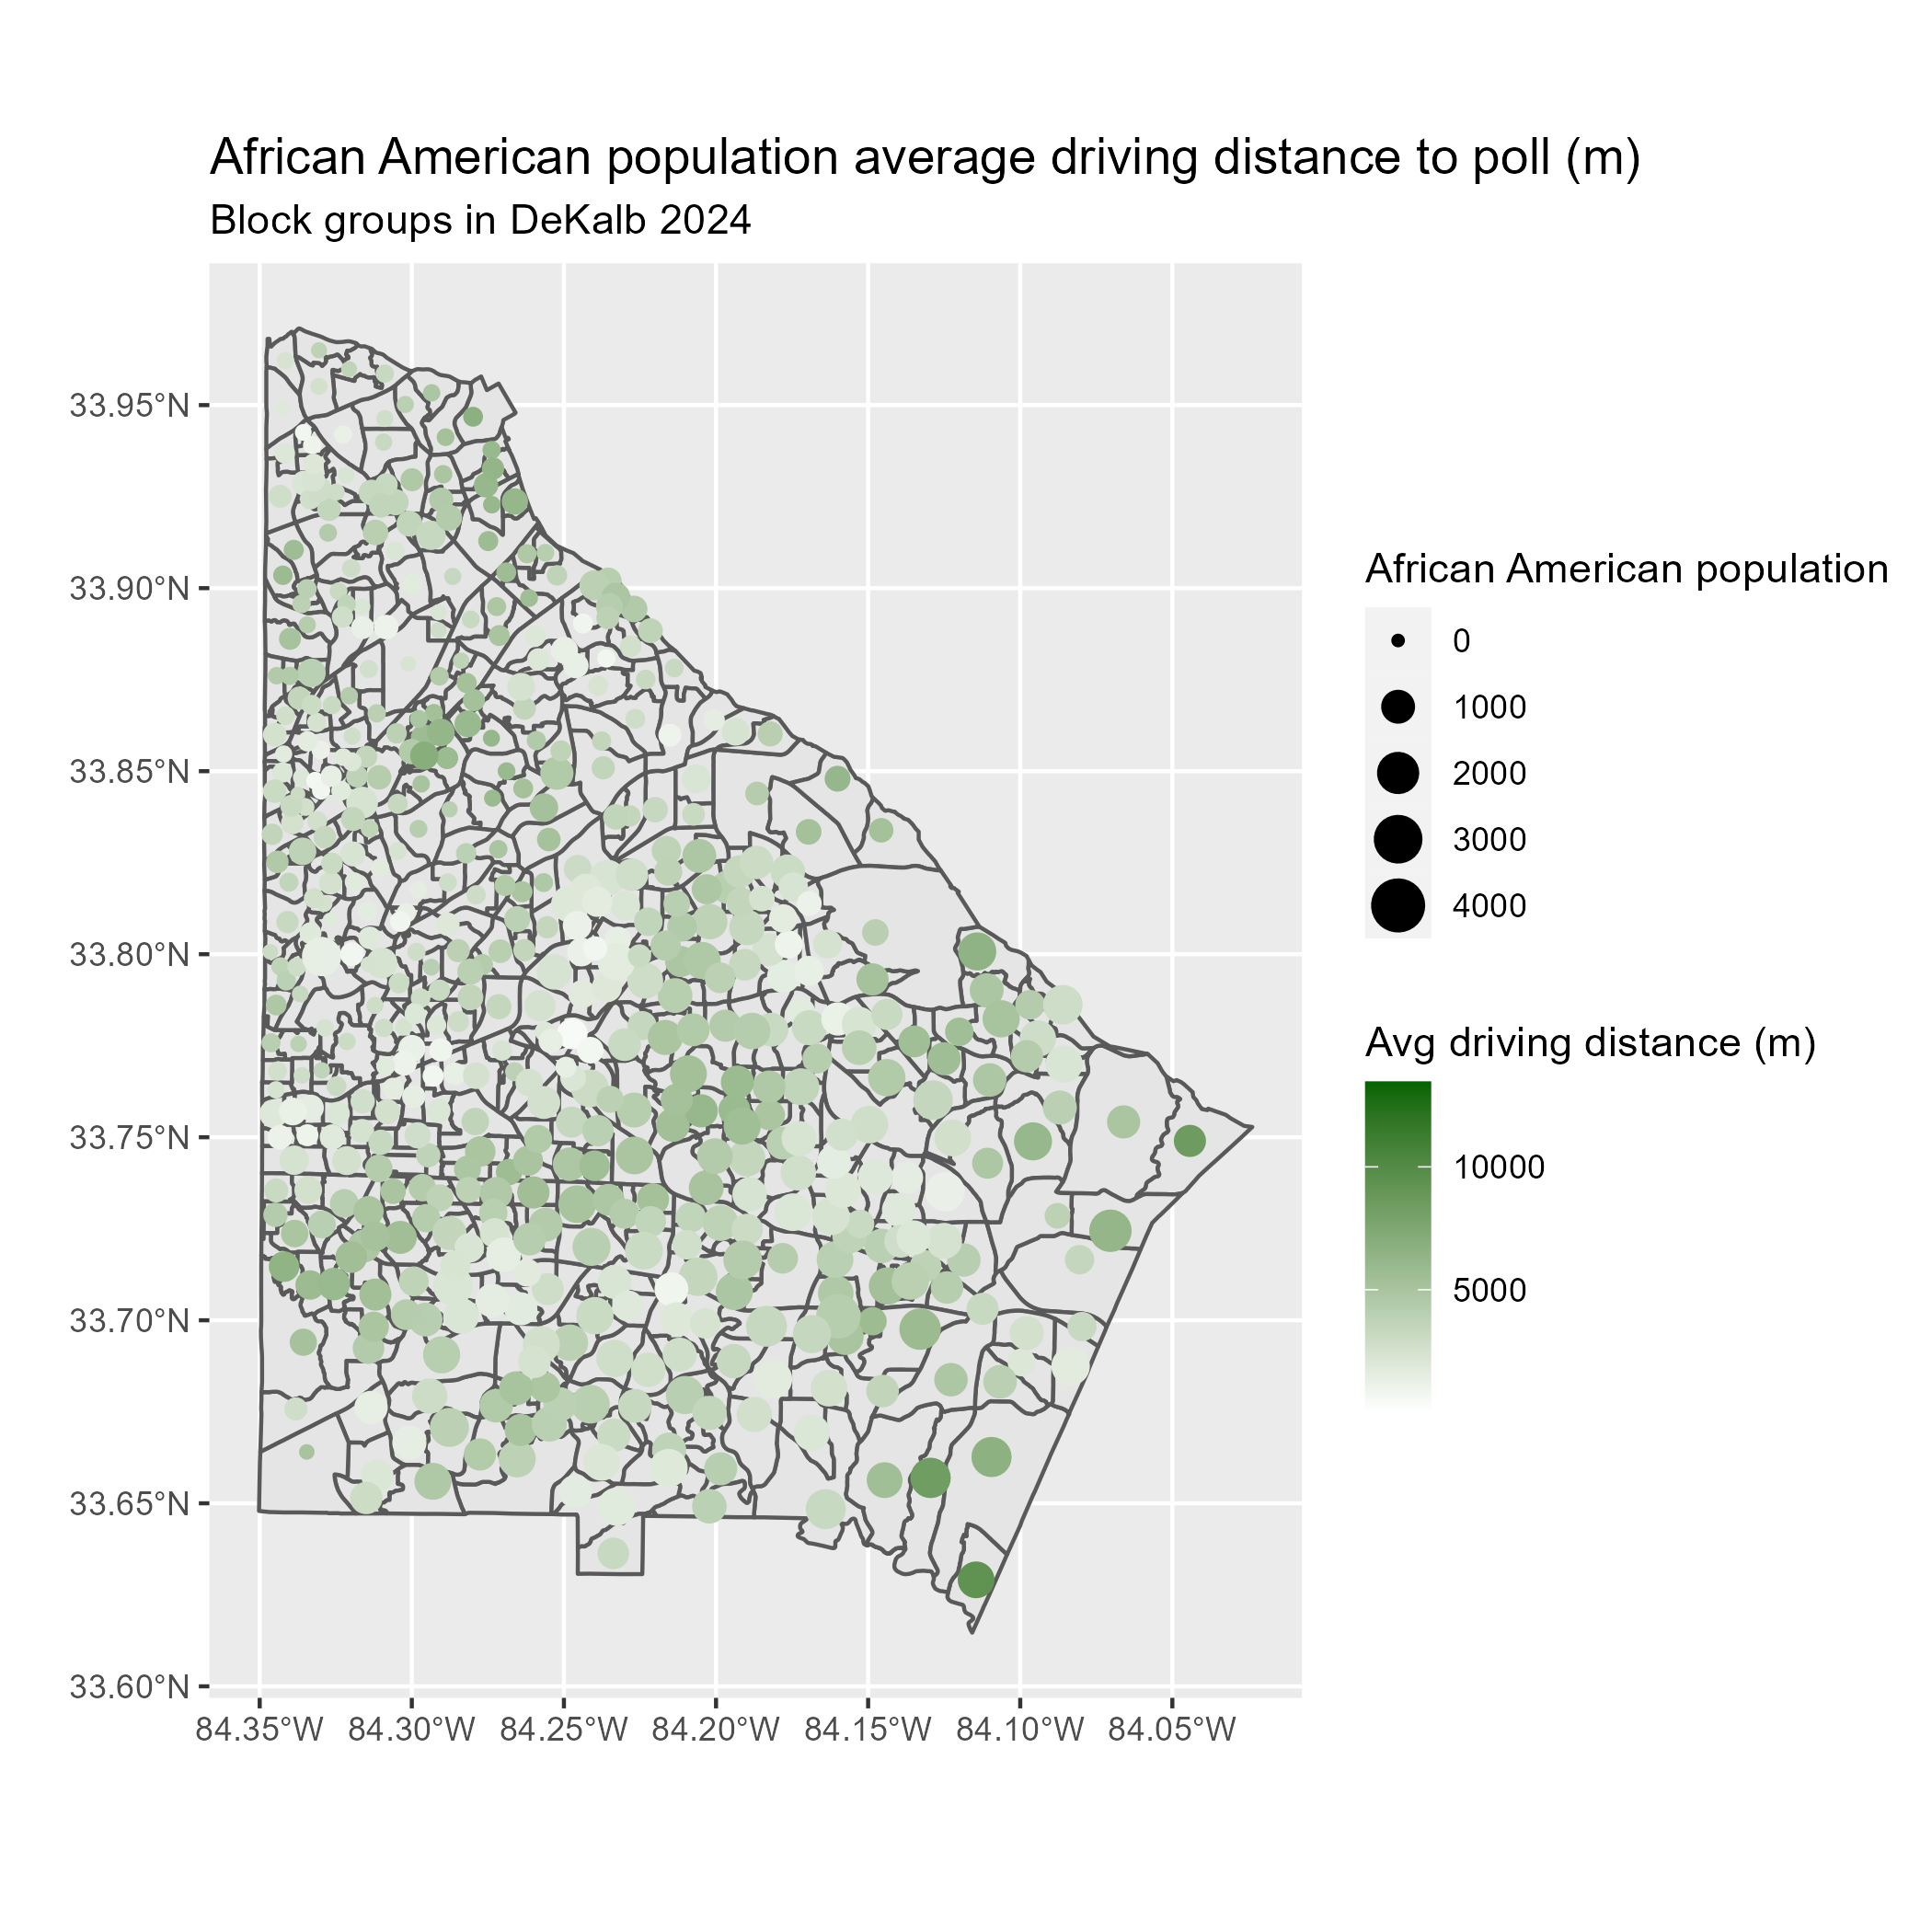 African American population average driving distance to poll (m)
Block groups in DeKalb 2024
33.95°N
33.90°N
33.85°N
33.80°N
33.75°N
33.70°N
33.65°N
33.60°N
84.35°W 84.30°W 84.25°W 84.20°W 84.15°W 84.10°W 84.05°W
African American population
0
1000
2000
3000
4000
Avg driving distance (m)
10000
5000